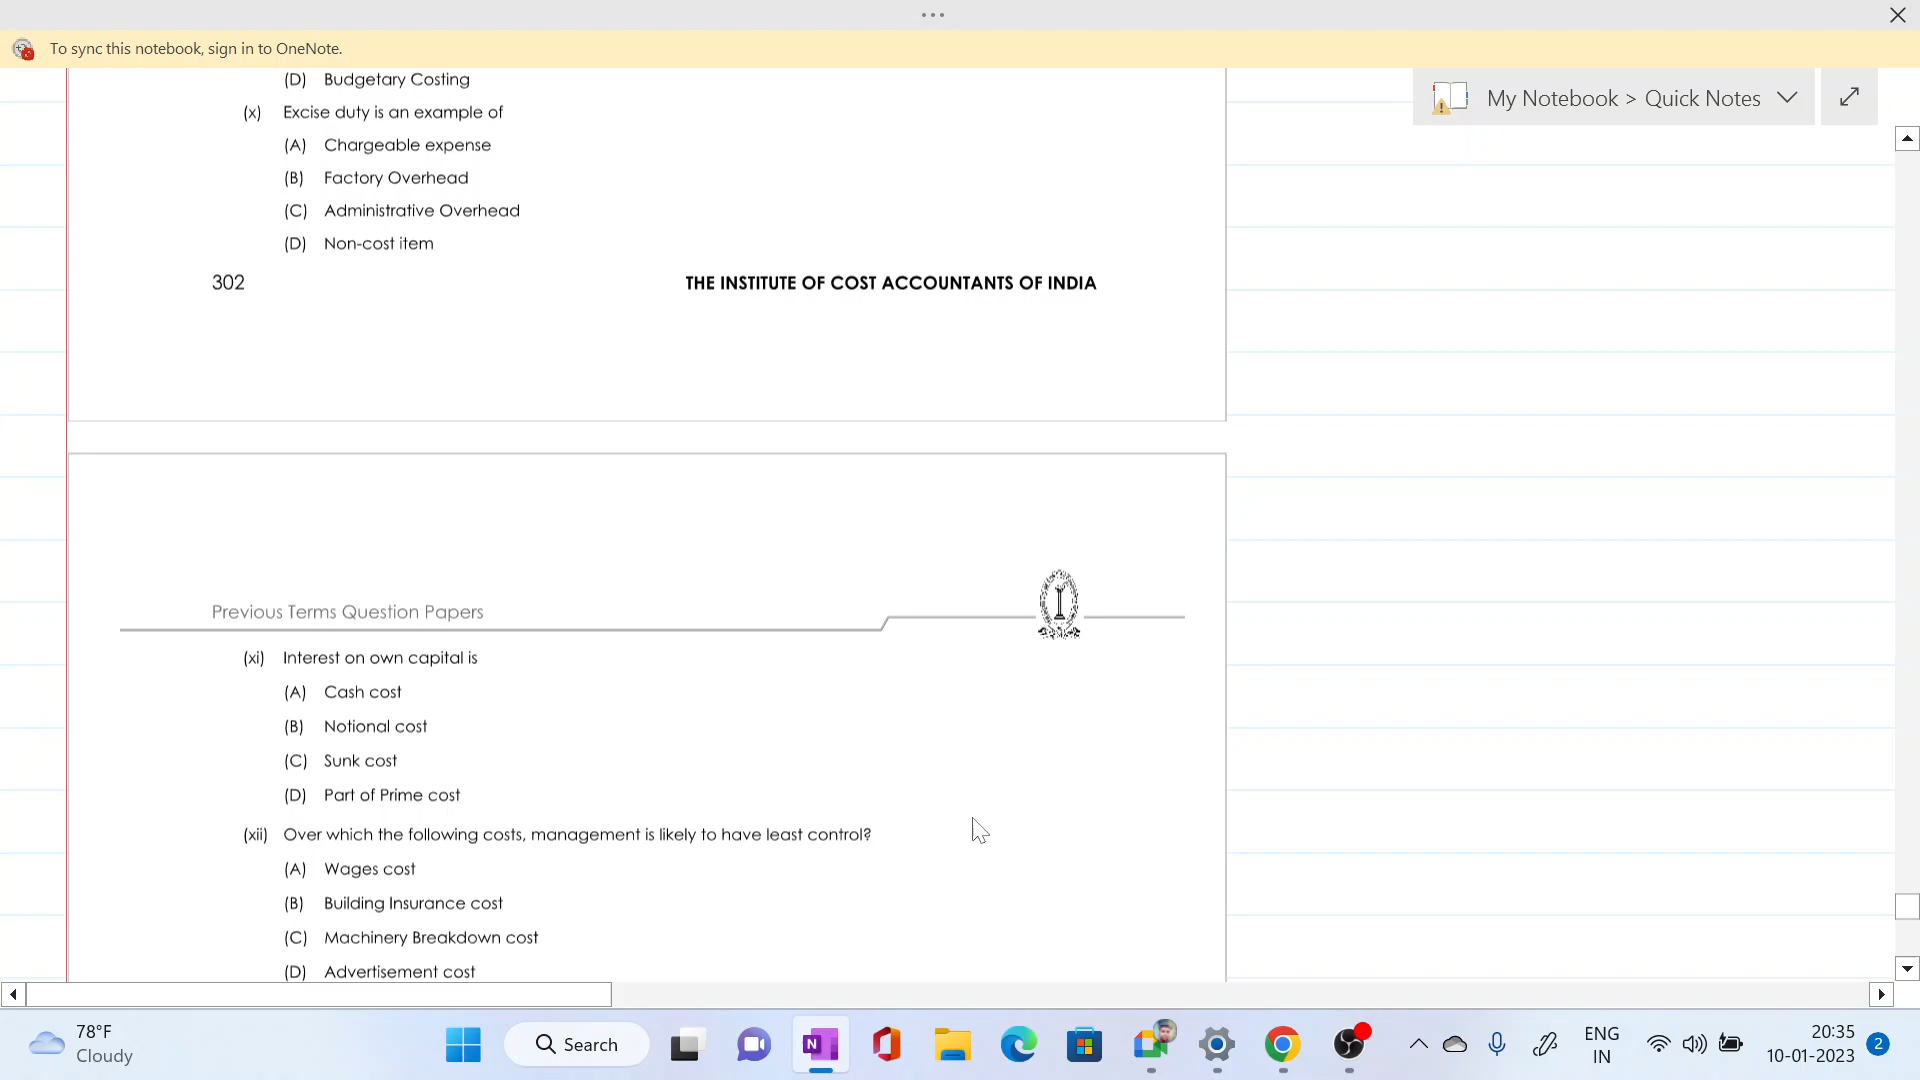 To sync this notebook, sign in to OneNote.
My Notebook > Quick Notes
(D) Budgetary Costing
(x) Excise duty is an example of
(A) Chargeable expense
(B) Factory Overhead
(C) Administrative Overhead
(D) Non-cost item
302 THE INSTITUTE OF COST ACCOUNTANTS OF INDIA
Previous Terms Question Papers
(xi) Interest on own capital is
(A) Cash cost
(B) Notional cost
(C) Sunk cost
(D) Part of Prime cost
(xii) Over which the following costs, management is likely to have least control?
(A) Wages cost
(B) Building Insurance cost
(C) Machinery Breakdown cost
(D) Advertisement cost
78°F
Cloudy
Search
ENG
IN
20:35
10-01-2023
2